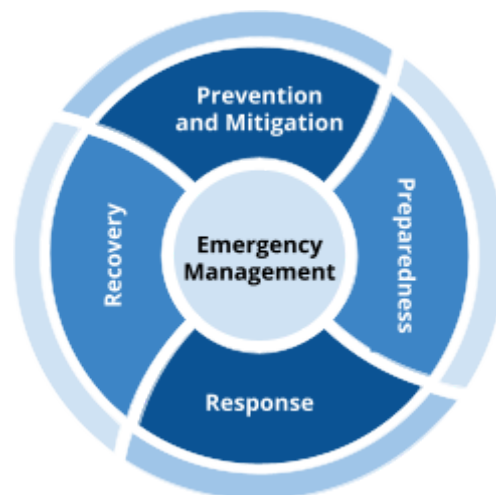 Prevention
and Mitigation
Preparedness
Emergency
Management
Recovery
Response